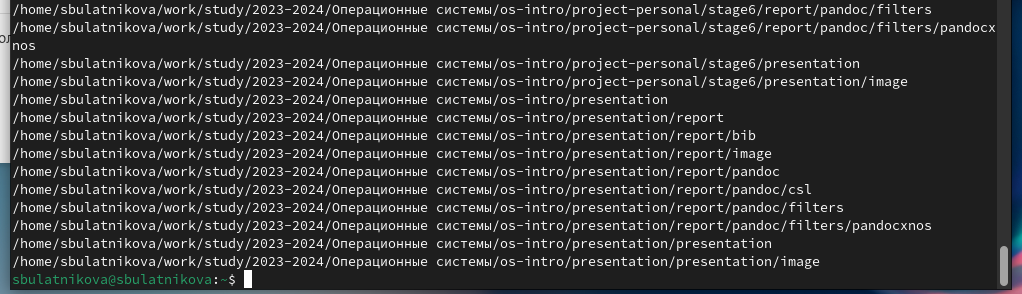 /home/sbulatnikova/work/study/2023-2024/Операционные системы/os-intro/project-personal/stage6/report/pandoc/filters
/home/sbulatnikova/work/study/2023-2024/Операционные системы/os-intro/project-personal/stage6/report/pandoc/filters/pandocx
nos
/home/sbulatnikova/work/study/2023-2024/Операционные системы/os-intro/project-personal/stage6/presentation
/home/sbulatnikova/work/study/2023-2024/Операционные системы/os-intro/project-personal/stage6/presentation/image
/home/sbulatnikova/work/study/2023-2024/Операционные системы/os-intro/presentation
/home/sbulatnikova/work/study/2023-2024/Операционные системы/os-intro/presentation/report
/home/sbulatnikova/work/study/2023-2024/Операционные системы/os-intro/presentation/report/bib
/home/sbulatnikova/work/study/2023-2024/Операционные системы/os-intro/presentation/report/image
/home/sbulatnikova/work/study/2023-2024/Операционные системы/os-intro/presentation/report/pandoc
/home/sbulatnikova/work/study/2023-2024/Операционные системы/os-intro/presentation/report/pandoc/csl
/home/sbulatnikova/work/study/2023-2024/Операционные системы/os-intro/presentation/report/pandoc/filters
/home/sbulatnikova/work/study/2023-2024/Операционные системы/os-intro/presentation/report/pandoc/filters/pandocxnos
/home/sbulatnikova/work/study/2023-2024/Операционные системы/os-intro/presentation/presentation
/home/sbulatnikova/work/study/2023-2024/Операционные системы/os-intro/presentation/presentation/image
sbulatnikova@sbulatnikova:~$